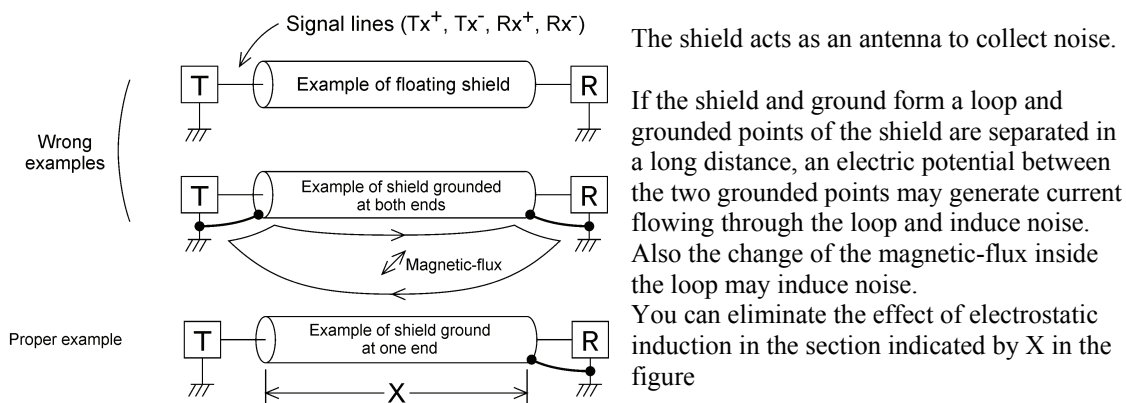 Signal lines (Tx+, Tx-, Rx+, Rx-)
T
Example of floating shield
R
The shield acts as an antenna to collect noise.
Wrong
examples
T
Example of shield grounded
at both ends
R
Magnetic-flux
If the shield and ground form a loop and
grounded points of the shield are separated in
a long distance, an electric potential between
the two grounded points may generate current
flowing through the loop and induce noise.
Also the change of the magnetic-flux inside
the loop may induce noise.
Proper example
T
Example of shield ground
at one end
R
X
You can eliminate the effect of electrostatic
induction in the section indicated by X in the
figure